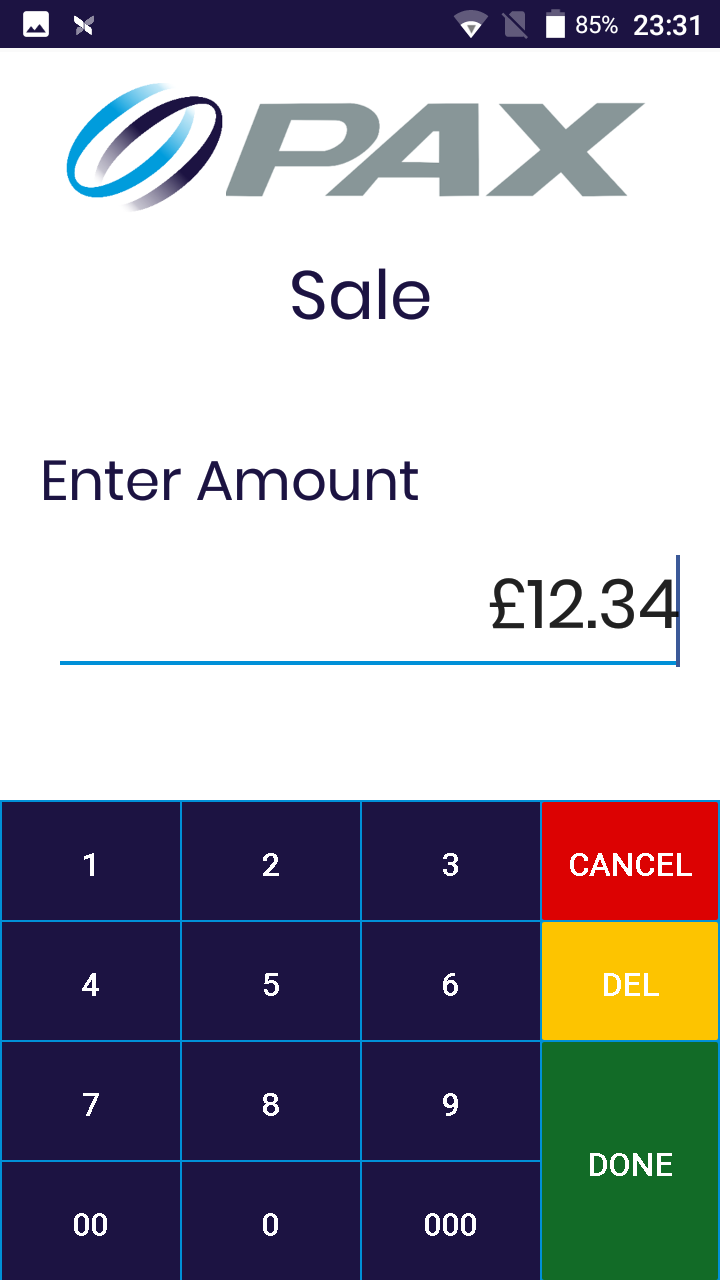 85% 23:31
PAX
Sale
Enter Amount
£12.34
1 2 3 CANCEL
4 5 6 DEL
7 8 9
DONE
00 0 000